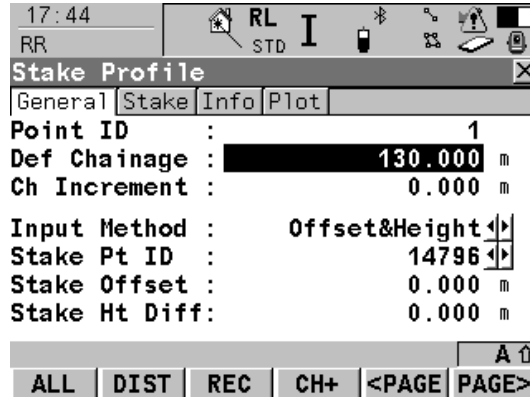 17:44
RR
RL
STD
I
Stake Profile
General Stake Info Plot
Point ID : 1
Def Chainage : 130.000 m
Ch Increment : 0.000 m
Input Method : Offset&Height
Stake Pt ID : 14796
Stake Offset : 0.000 m
Stake Ht Diff: 0.000 m
A
ALL DIST REC CH+ <PAGE PAGE>